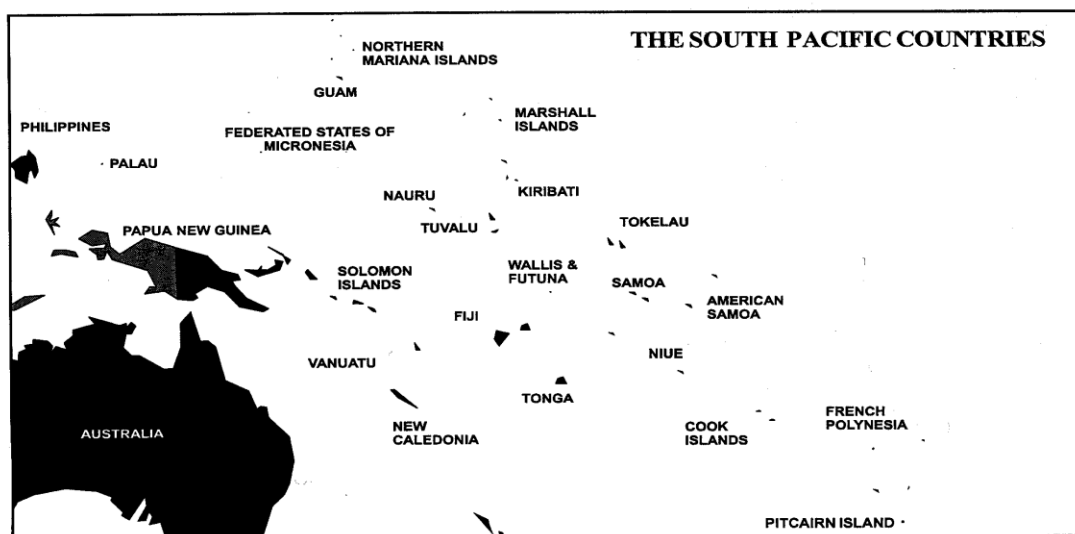 THE SOUTH PACIFIC COUNTRIES
NORTHERN
MARIANA ISLANDS
GUAM
MARSHALL
ISLANDS
PHILIPPINES
FEDERATED STATES OF
MICRONESIA
PALAU
NAURU
KIRIBATI
TUVALU
TOKELAU
PAPUA NEW GUINEA
SOLOMON
ISLANDS
WALLIS &
FUTUNA
SAMOA
AMERICAN
SAMOA
FIJI
VANUATU
NIUE
TONGA
NEW
CALEDONIA
COOK
ISLANDS
FRENCH
POLYNESIA
AUSTRALIA
PITCAIRN ISLAND